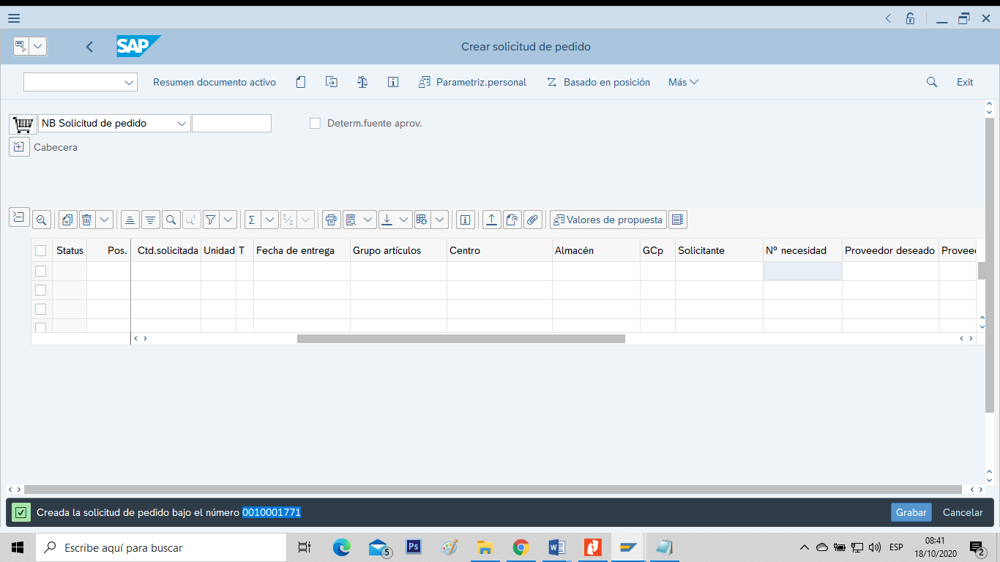 SAP
Crear solicitud de pedido
Resumen documento activo
Parametriz.personal
Basado en posición
Más
Exit
NB Solicitud de pedido
Determ.fuente aprov.
Cabecera
Valores de propuesta
Status Pos. Ctd.solicitada Unidad T Fecha de entrega Grupo artículos Centro Almacén GCp Solicitante Nº necesidad Proveedor deseado
Creada la solicitud de pedido bajo el número 0010001771
Grabar
Cancelar
Escribe aquí para buscar
5
Ps
ESP
08:41
18/10/2020
2